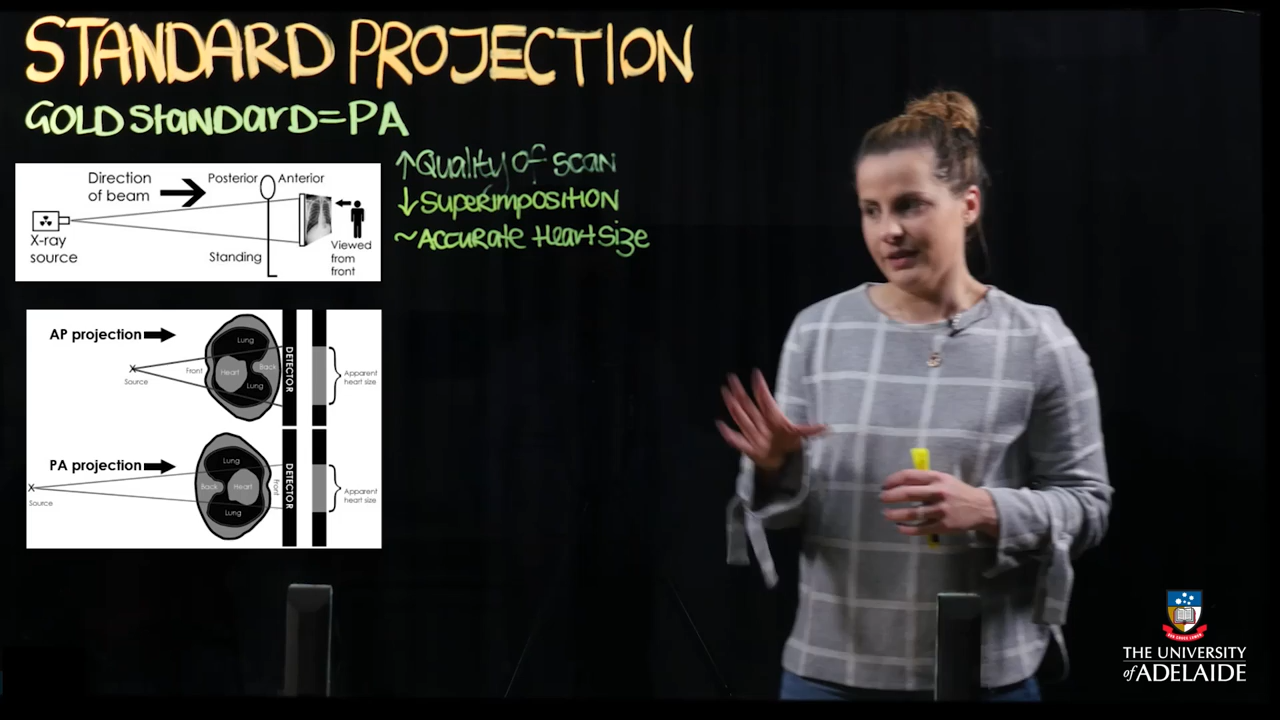 STANDARD PROJECTION
GOLD Standard = PA
↑Quality of scan
↓Superimposition
~Accurate Heart Size
Direction of beam
Posterior
Anterior
X-ray source
Standing
Viewed from front
AP projection
Source
Front
Lung
Heart
Back
Lung
DETECTOR
Apparent heart size
PA projection
Source
Lung
Back
Heart
Front
Lung
DETECTOR
Apparent heart size
THE UNIVERSITY
of ADELAIDE